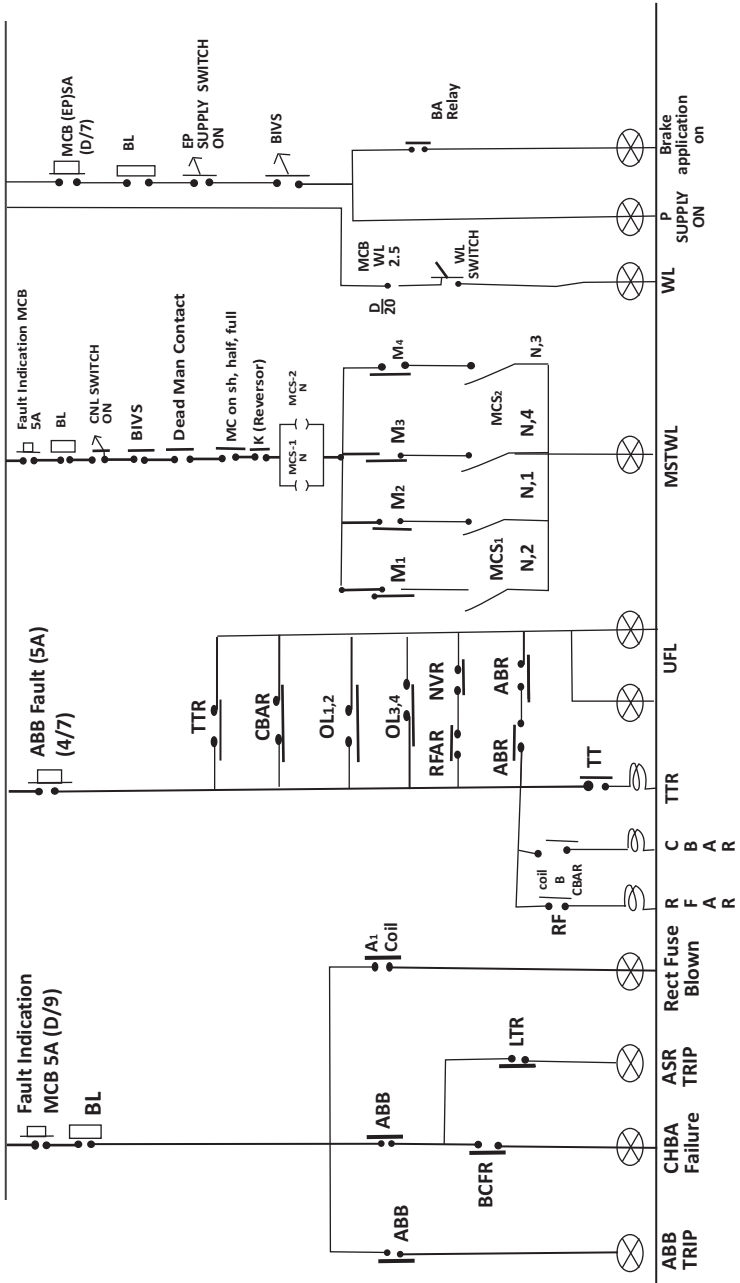 Fault Indication
MCB 5A (D/9)
BL
ABB
ABB
BCFR
LTR
A1
Coil
ABB
TRIP
CHBA
Failure
ASR
TRIP
Rect Fuse
Blown
ABB Fault (5A)
(4/7)
TTR
CBAR
OL1,2
OL3,4
RFAR
NVR
ABR
ABR
TT
coil
B
CBAR
RF
R
F
A
R
C
B
A
R
TTR
UFL
Fault Indication MCB
5A
BL
CNL SWITCH
ON
BIVS
Dead Man Contact
MC on sh, half, full
K (Reversor)
MCS-1
N
MCS-2
N
M1
M2
M3
M4
MCS1
MCS2
N,2
N,1
N,4
N,3
MSTWL
MCB
WL
2.5
D
20
WL
SWITCH
WL
MCB (EP)SA
(D/7)
BL
EP
SUPPLY SWITCH
ON
BIVS
BA
Relay
P
SUPPLY
ON
Brake
application
on